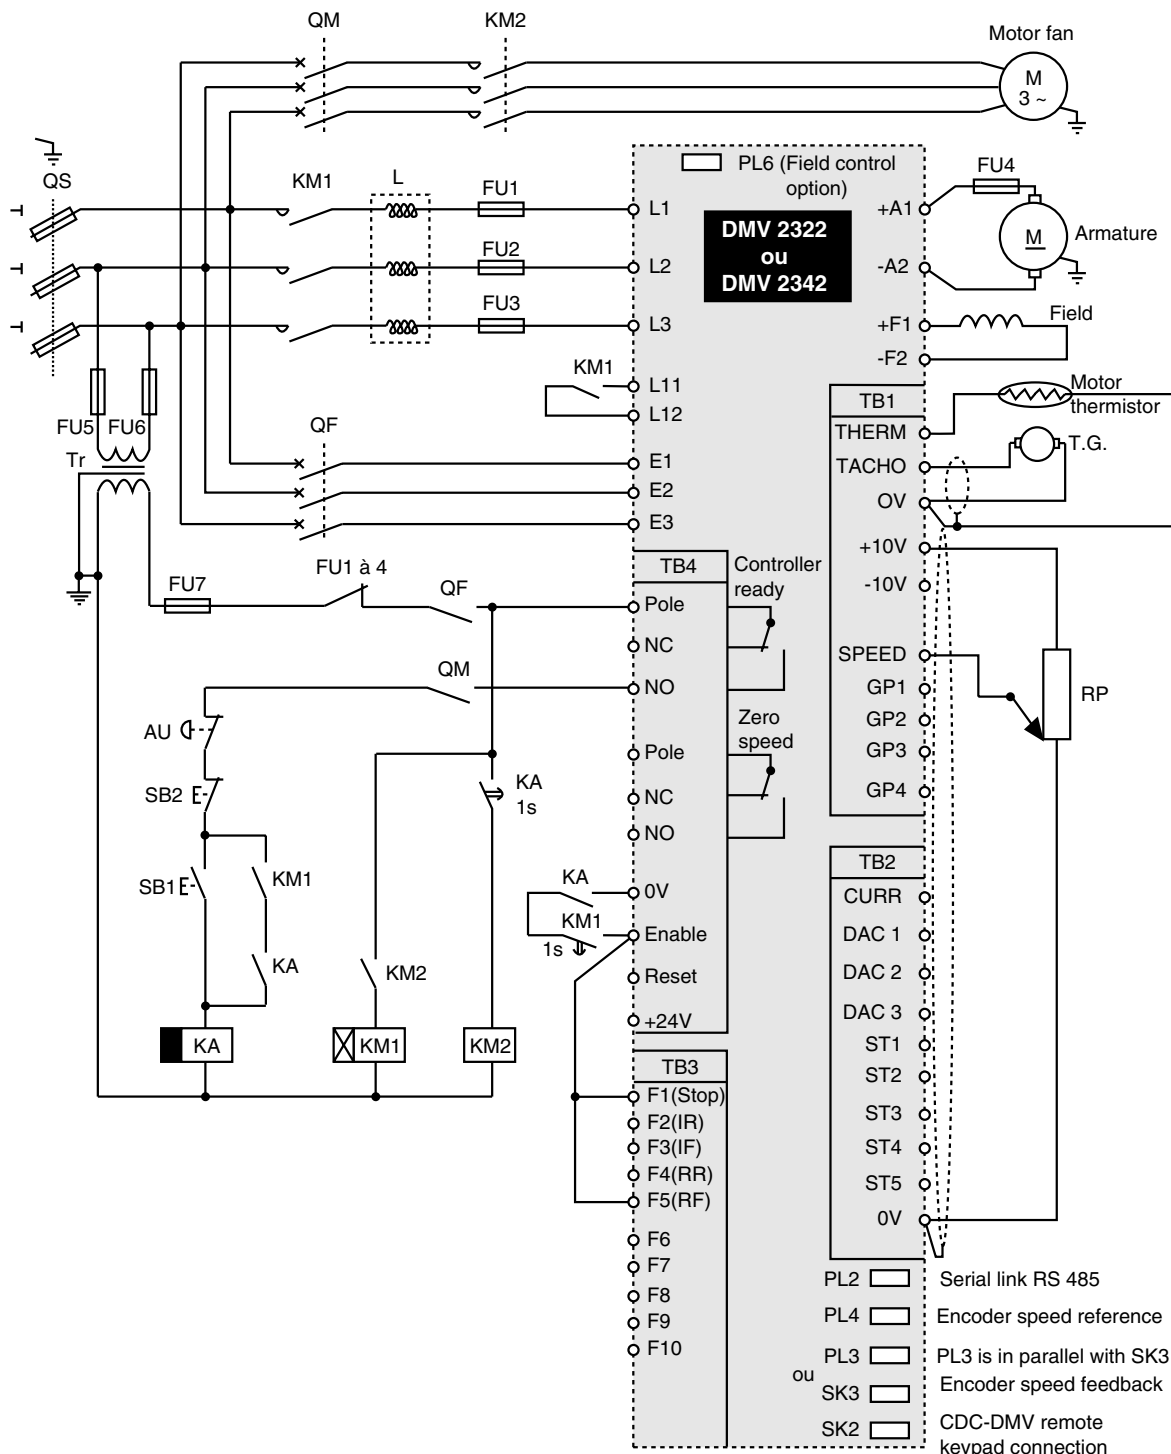 QM
KM2
Motor fan
M
3 ~
QS
KM1
L
FU1
L1
PL6 (Field control
option)
+A1
FU4
DMV 2322
ou
DMV 2342
M
Armature
FU2
L2
-A2
FU3
L3
+F1
Field
-F2
KM1
L11
L12
TB1
Motor
thermistor
FU5
FU6
QF
THERM
Tr
E1
TACHO
T.G.
E2
OV
E3
+10V
FU7
FU1 à 4
QF
TB4
Controller
ready
-10V
Pole
NC
SPEED
QM
NO
GP1
RP
AU
Zero
speed
GP2
Pole
GP3
SB2
KA
1s
NC
GP4
NO
TB2
SB1
KM1
KA
0V
CURR
KM1
1s
Enable
DAC 1
KA
KM2
Reset
DAC 2
+24V
DAC 3
KA
KM1
KM2
ST1
TB3
ST2
F1(Stop)
F2(IR)
ST3
F3(IF)
ST4
F4(RR)
ST5
F5(RF)
0V
F6
F7
PL2
Serial link RS 485
F8
PL4
Encoder speed reference
F9
F10
PL3
PL3 is in parallel with SK3
ou
SK3
Encoder speed feedback
SK2
CDC-DMV remote
keypad connection